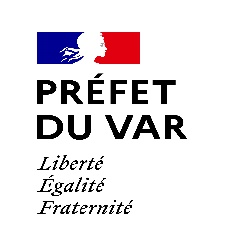 PRÉFET
DU VAR
Liberté
Égalité
Fraternité